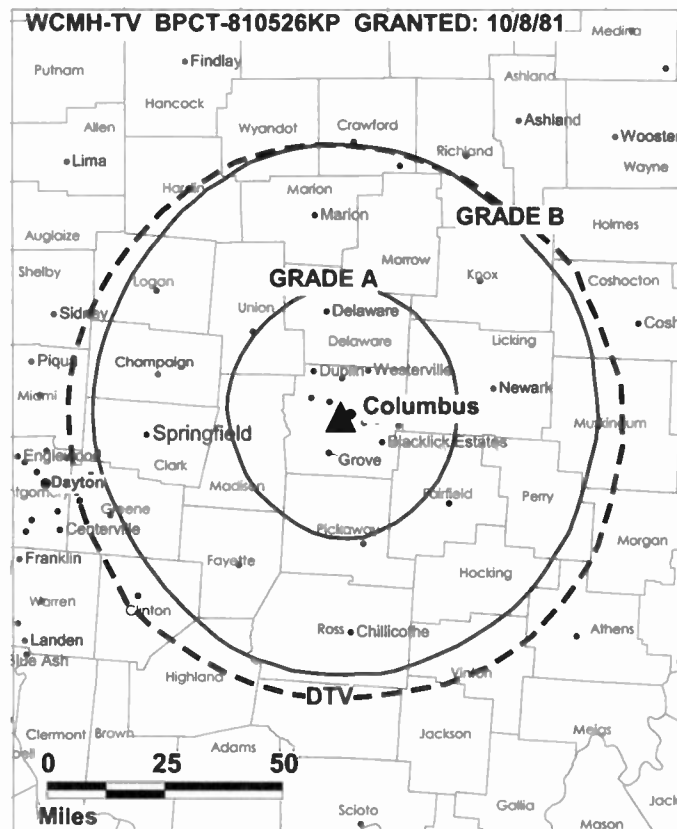 WCMH-TV BPCT-810526KP GRANTED: 10/8/81
Medina
Findlay
Putnam
Ashland
Hancock
Allen
Wyandot
Crawford
Ashland
Wooster
Lima
Richland
Wayne
Hardin
Marion
Marion
GRADE B
Holmes
Auglaize
Morrow
Shelby
GRADE A
Knox
Coshocton
Logan
Union
Sidney
Delaware
Cosh
Delaware
Licking
Piqua
Champaign
Dublin
Westerville
Miami
Newark
Columbus
Muskingum
Springfield
Blacklick Estates
Englewood
Grove
Clark
Dayton
Madison
Fairfield
Perry
tgom
Greene
Centerville
Pickaway
Morgan
Franklin
Fayette
Hocking
Warren
Clinton
Ross
Chillicothe
Athens
Landen
Blue Ash
Highland
Vinton
DTV
Clermont
Brown
Adams
Jackson
Meigs
0 25 50
Miles
Scioto
Gallia
Mason
Jack